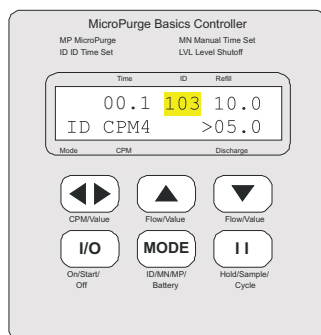 MicroPurge Basics Controller
MP MicroPurge MN Manual Time Set
ID ID Time Set LVL Level Shutoff
Time ID Refill
00.1 103 10.0
ID CPM4 >05.0
Mode CPM Discharge
CPM/Value Flow/Value Flow/Value
I/O MODE I I
On/Start/ ID/MN/MP/ Hold/Sample/
Off Battery Cycle